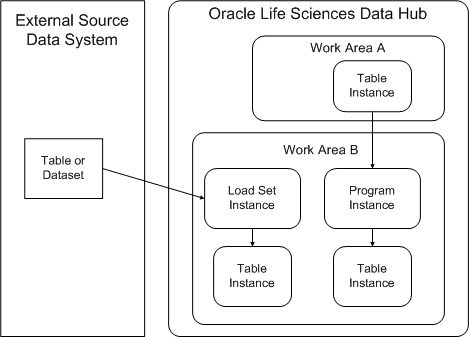 External Source
Data System
Oracle Life Sciences Data Hub
Work Area A
Table
Instance
Work Area B
Table or
Dataset
Load Set
Instance
Program
Instance
Table
Instance
Table
Instance